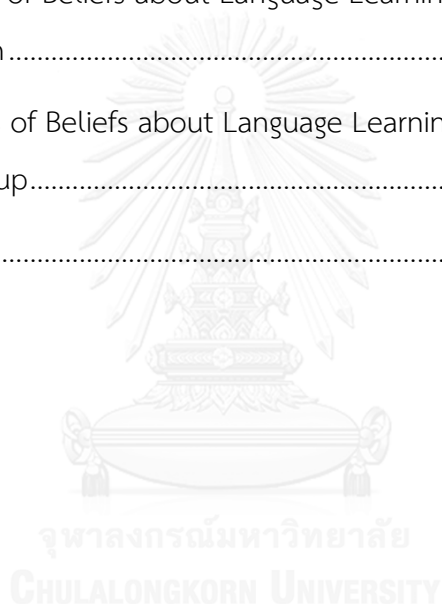 of Beliefs about Language Learnin
n..............................................................
of Beliefs about Language Learnin
up............................................................
................................................................
จุฬาลงกรณ์มหาวิทยาลัย
CHULALONGKORN UNIVERSITY